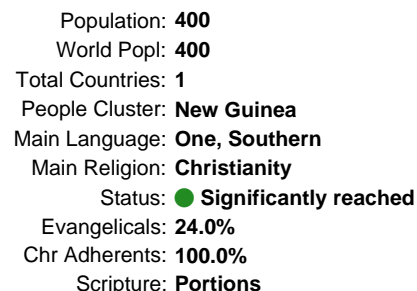 Population: 400
World Popl: 400
Total Countries: 1
People Cluster: New Guinea
Main Language: One, Southern
Main Religion: Christianity
Status: Significantly reached
Evangelicals: 24.0%
Chr Adherents: 100.0%
Scripture: Portions